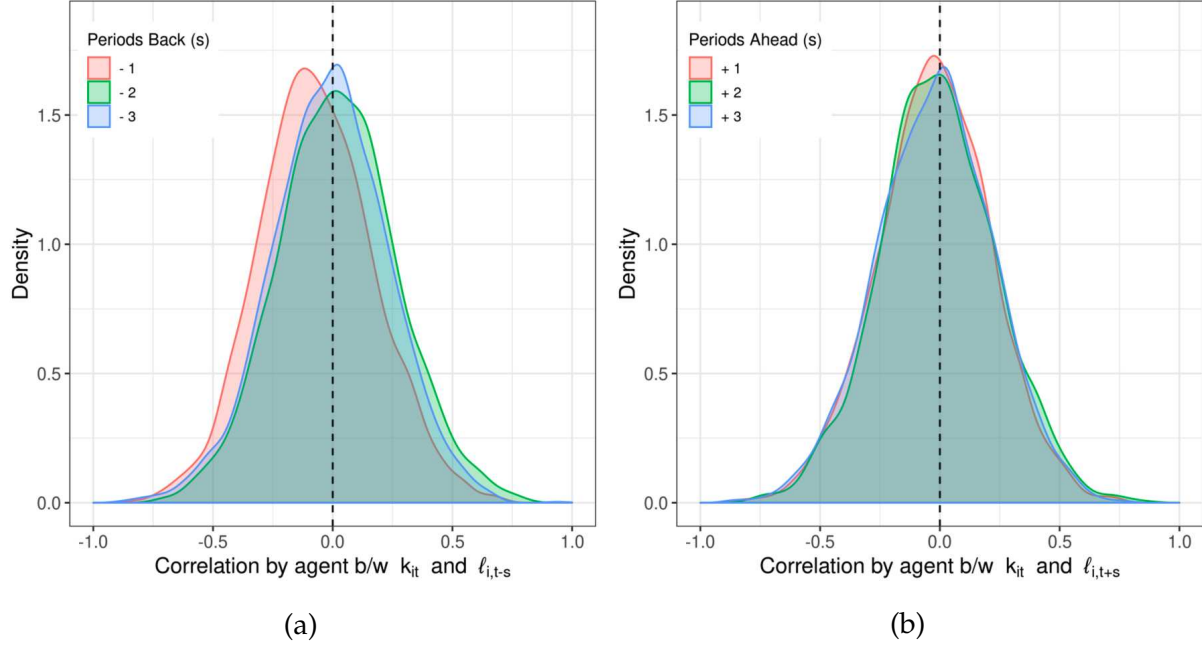 Periods Back (s)
- 1
- 2
- 3
Density
1.5
1.0
0.5
0.0
-1.0 -0.5 0.0 0.5 1.0
Correlation by agent b/w k_it and ℓ_i,t-s
(a)
Periods Ahead (s)
+ 1
+ 2
+ 3
Density
1.5
1.0
0.5
0.0
-1.0 -0.5 0.0 0.5 1.0
Correlation by agent b/w k_it and ℓ_i,t+s
(b)